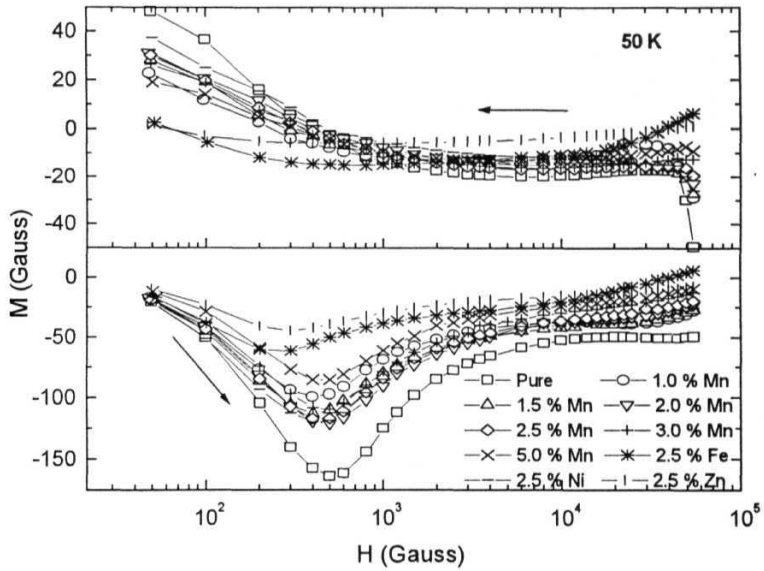 50 K
40
20
0
-20
-40
0
-50
-100
-150
M (Gauss)
Pure 1.0 % Mn
1.5 % Mn 2.0 % Mn
2.5 % Mn 3.0 % Mn
5.0 % Mn 2.5 % Fe
2.5 % Ni 2.5 % Zn
10² 10³ 10⁴ 10⁵
H (Gauss)